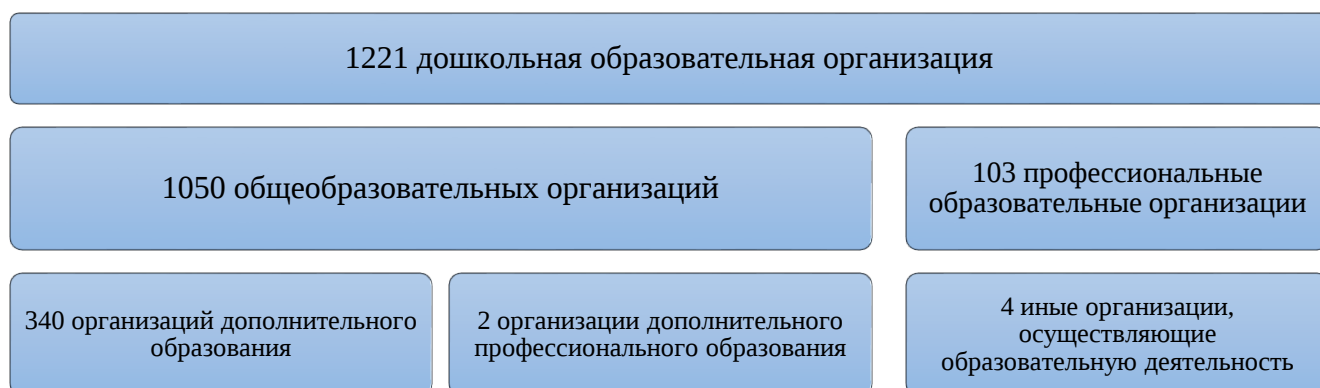 1221 дошкольная образовательная организация
1050 общеобразовательных организаций
103 профессиональные
образовательные организации
340 организаций дополнительного
образования
2 организации дополнительного
профессионального образования
4 иные организации,
осуществляющие
образовательную деятельность